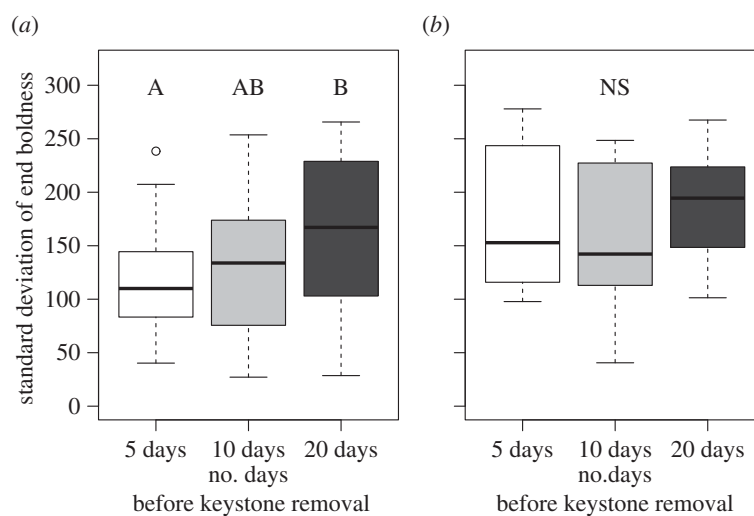 (a)
(b)
standard deviation of end boldness
300
250
200
150
100
50
0
A
AB
B
NS
5 days
10 days
20 days
no. days
before keystone removal
5 days
10 days
20 days
no.days
before keystone removal